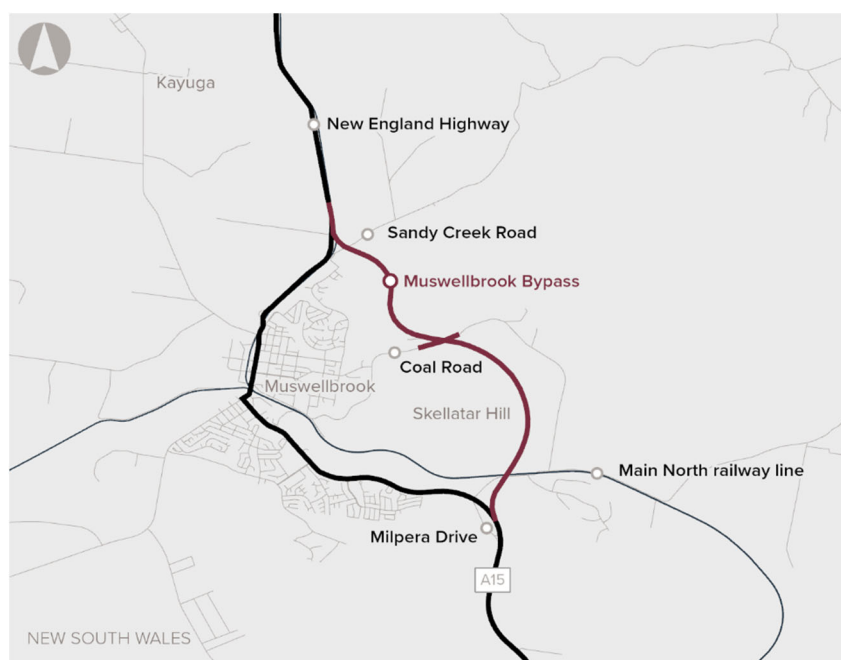 Kayuga
New England Highway
Sandy Creek Road
Muswellbrook Bypass
Coal Road
Muswellbrook
Skellatar Hill
Main North railway line
Milpera Drive
A15
NEW SOUTH WALES